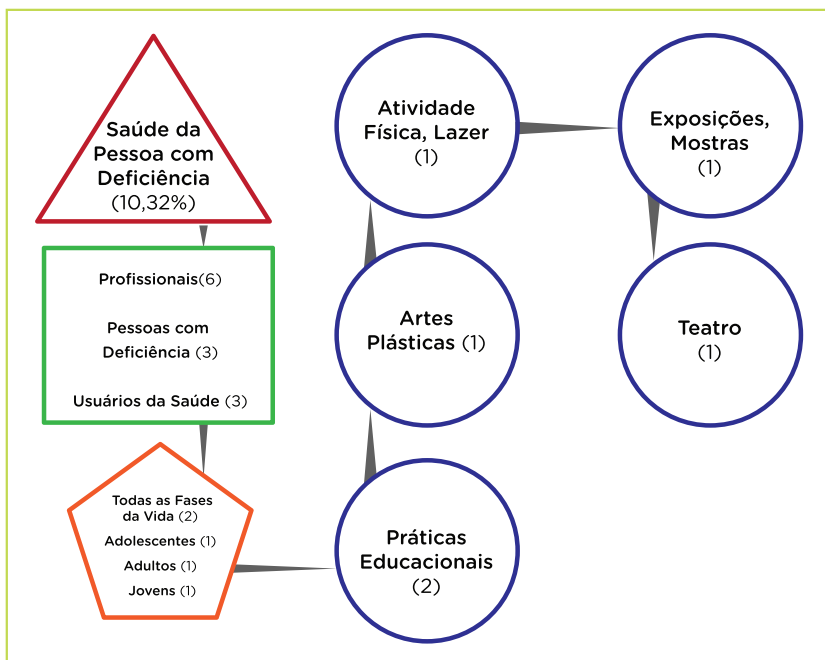 Saúde da
Pessoa com
Deficiência
(10,32%)
Profissionais(6)
Pessoas com
Deficiência (3)
Usuários da Saúde (3)
Todas as Fases
da Vida (2)
Adolescentes (1)
Adultos (1)
Jovens (1)
Práticas
Educacionais
(2)
Artes
Plásticas (1)
Atividade
Física, Lazer
(1)
Exposições,
Mostras
(1)
Teatro
(1)